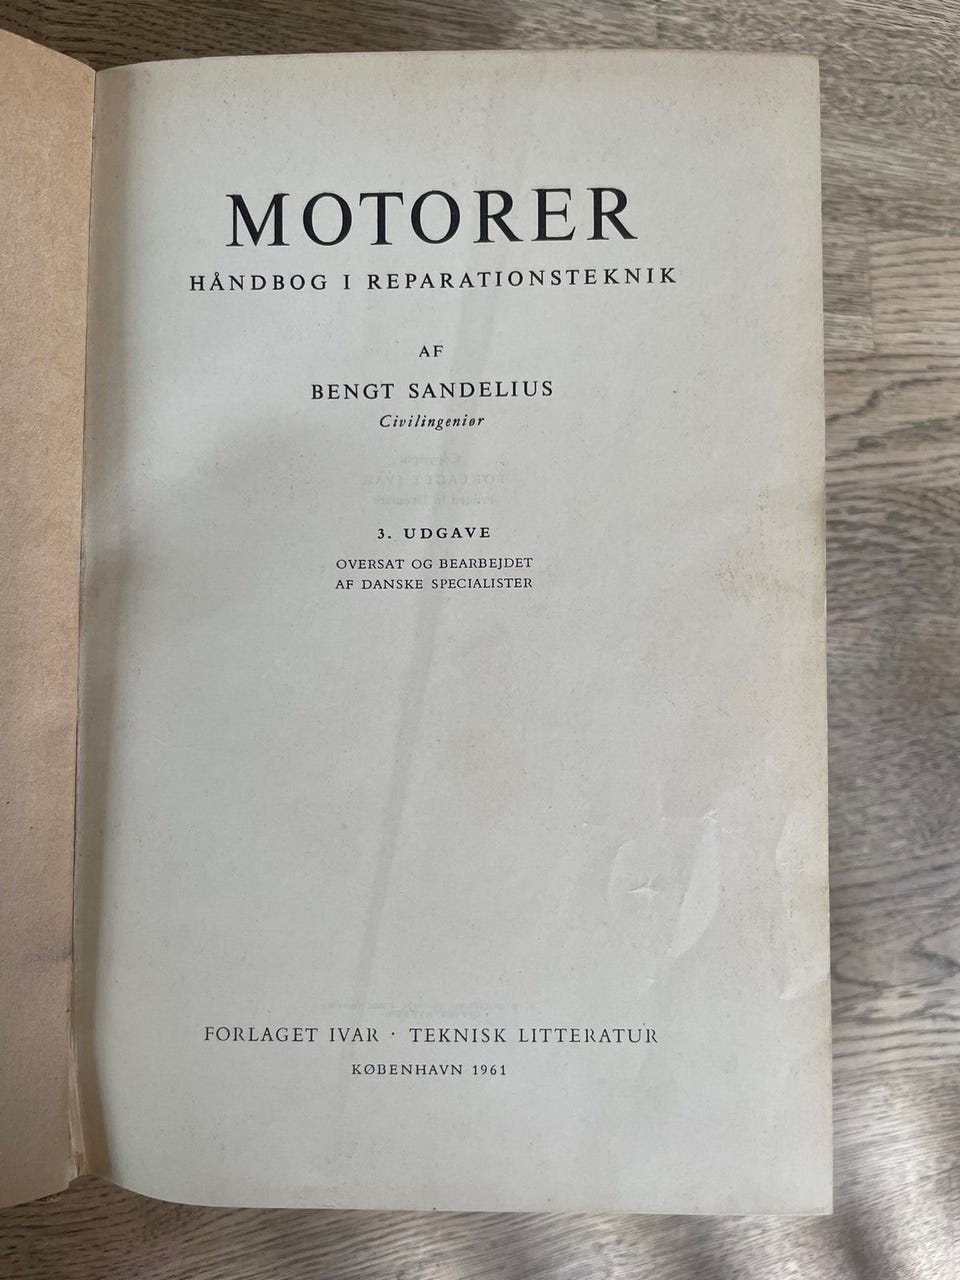 MOTORER
HÅNDBOG I REPARATIONSTEKNIK
AF
BENGT SANDELIUS
Civilingeniør
3. UDGAVE
OVERSAT OG BEARBEJDET
AF DANSKE SPECIALISTER
FORLAGET IVAR · TEKNISK LITTERATUR
KØBENHAVN 1961